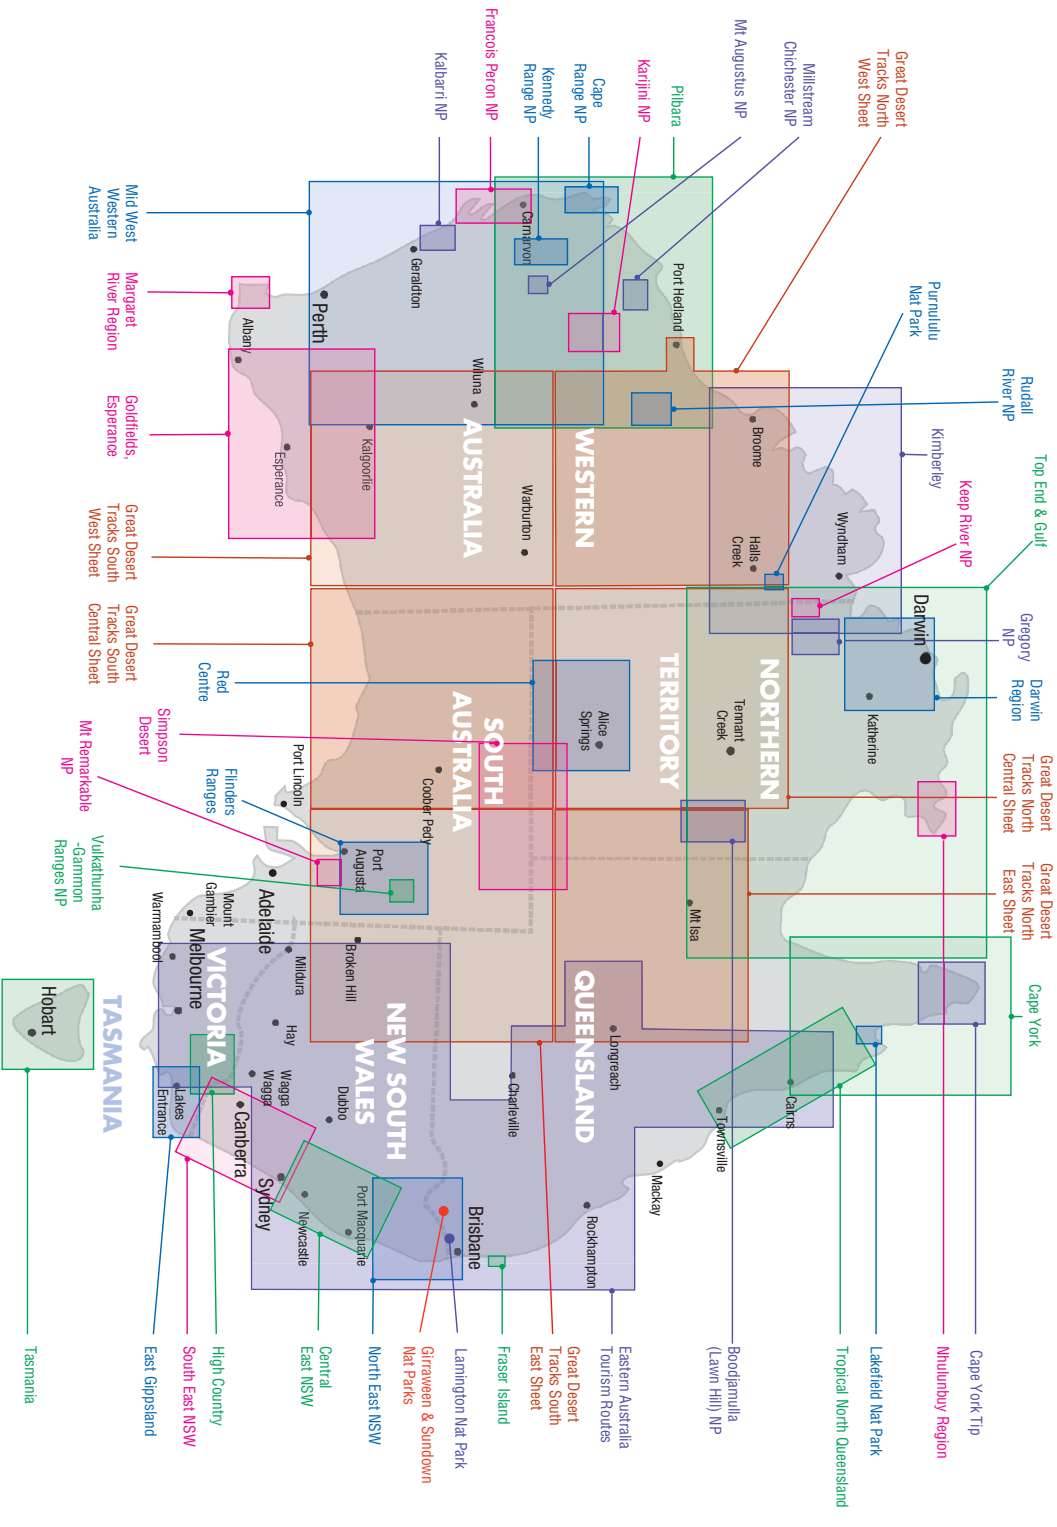 Francois Peron NP
Kalbarri NP
Kennedy
Range NP
Cape
Range NP
Karijini NP
Pilbara
Mt Augustus NP
Millstream
Chichester NP
Great Desert
Tracks North
West Sheet
Purnululu
Nat Park
Rudall
River NP
Kimberley
Top End & Gulf
Keep River NP
Gregory
NP
Darwin
Region
Great Desert
Tracks North
Central Sheet
Great Desert
Tracks North
East Sheet
Cape York
Mid West
Western
Australia
Margaret
River Region
Goldfields,
Esperance
Great Desert
Tracks South
West Sheet
Great Desert
Tracks South
Central Sheet
Red
Centre
Simpson
Desert
Mt Remarkable
NP
Flinders
Ranges
Vulkathunha
-Gammon
Ranges NP
WESTERN
AUSTRALIA
NORTHERN
TERRITORY
SOUTH
AUSTRALIA
QUEENSLAND
NEW SOUTH
WALES
VICTORIA
TASMANIA
Carnarvon
Geraldton
Perth
Albany
Port Hedland
Wiluna
Kalgoorlie
Esperance
Broome
Warburton
Halls
Creek
Wyndham
Darwin
Katherine
Tennant
Creek
Alice
Springs
Coober Pedy
Port Lincoln
Port
Augusta
Adelaide
Mount
Gambier
Warrnambool
Melbourne
Mildura
Broken Hill
Mt Isa
Longreach
Charleville
Hay
Wagga
Wagga
Dubbo
Lakes
Entrance
Canberra
Sydney
Newcastle
Port Macquarie
Brisbane
Rockhampton
Mackay
Townsville
Cairns
Hobart
Tasmania
East Gippsland
South East NSW
High Country
Central
East NSW
North East NSW
Girraween & Sundown
Nat Parks
Lamington Nat Park
Fraser Island
Great Desert
Tracks South
East Sheet
Eastern Australia
Tourism Routes
Boodjamulla
(Lawn Hill) NP
Tropical North Queensland
Lakefield Nat Park
Nhulunbuy Region
Cape York Tip